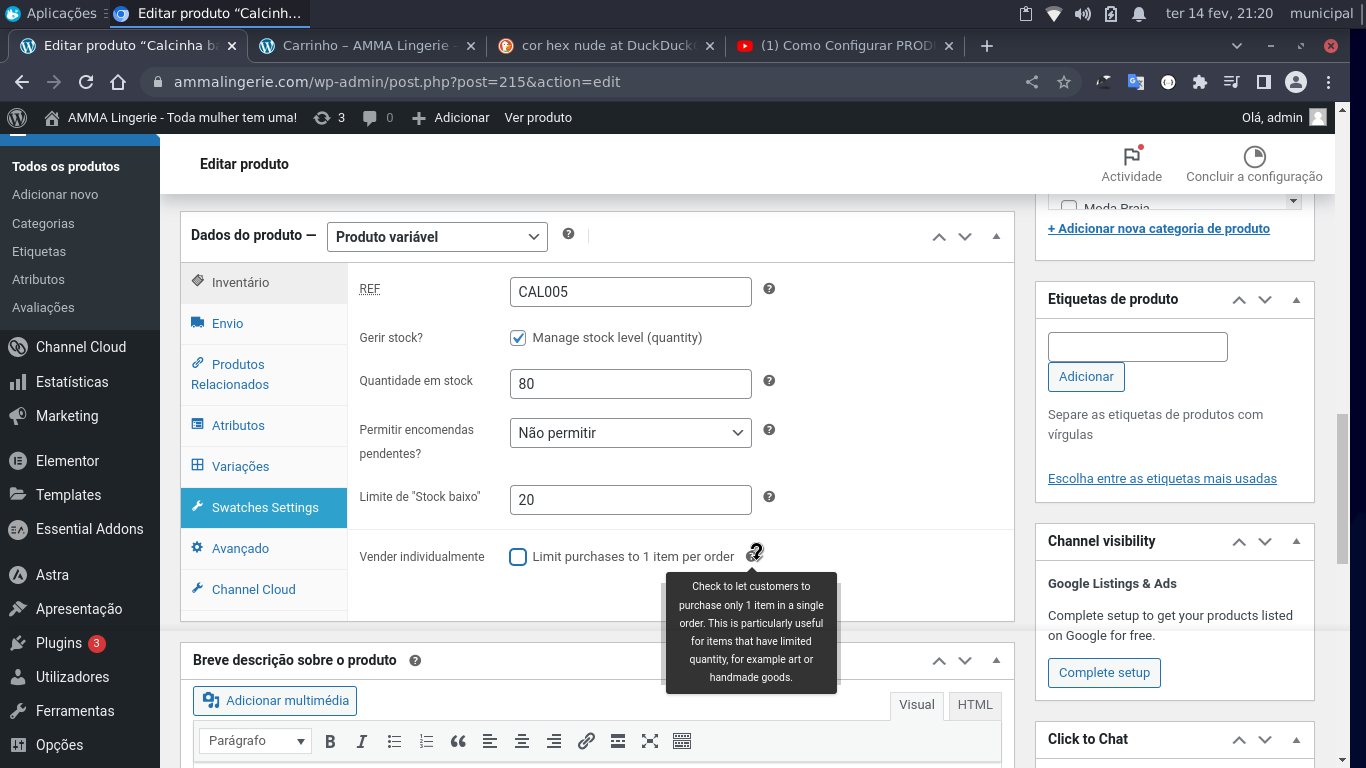 Aplicações
Editar produto “Calcinh…
ter 14 fev, 21:20
municipal
Editar produto “Calcinha b
Carrinho – AMMA Lingerie -
cor hex nude at DuckDuck
(1) Como Configurar PROD
ammalingerie.com/wp-admin/post.php?post=215&action=edit
AMMA Lingerie - Toda mulher tem uma!
3
0
Adicionar
Ver produto
Olá, admin
Todos os produtos
Adicionar novo
Categorias
Etiquetas
Atributos
Avaliações
Channel Cloud
Estatísticas
Marketing
Elementor
Templates
Essential Addons
Astra
Apresentação
Plugins 3
Utilizadores
Ferramentas
Opções
Editar produto
Actividade
Concluir a configuração
Dados do produto —
Produto variável
Inventário
Envio
Produtos
Relacionados
Atributos
Variações
Swatches Settings
Avançado
Channel Cloud
REF
CAL005
Gerir stock?
Manage stock level (quantity)
Quantidade em stock
80
Permitir encomendas
pendentes?
Não permitir
Limite de "Stock baixo"
20
Vender individualmente
Limit purchases to 1 item per order
Check to let customers to
purchase only 1 item in a single
order. This is particularly useful
for items that have limited
quantity, for example art or
handmade goods.
Breve descrição sobre o produto
Adicionar multimédia
Visual
HTML
Parágrafo
B
I
Moda Praia
+ Adicionar nova categoria de produto
Etiquetas de produto
Adicionar
Separe as etiquetas de produtos com
vírgulas
Escolha entre as etiquetas mais usadas
Channel visibility
Google Listings & Ads
Complete setup to get your products listed
on Google for free.
Complete setup
Click to Chat